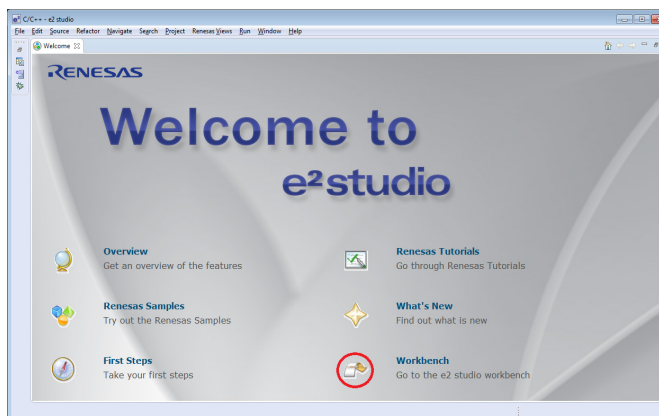 C/C++ - e2 studio
File Edit Source Refactor Navigate Search Project Renesas Views Run Window Help
Welcome
RENESAS
Welcome to
e² studio
Overview
Get an overview of the features
Renesas Tutorials
Go through Renesas Tutorials
Renesas Samples
Try out the Renesas Samples
What's New
Find out what is new
First Steps
Take your first steps
Workbench
Go to the e2 studio workbench